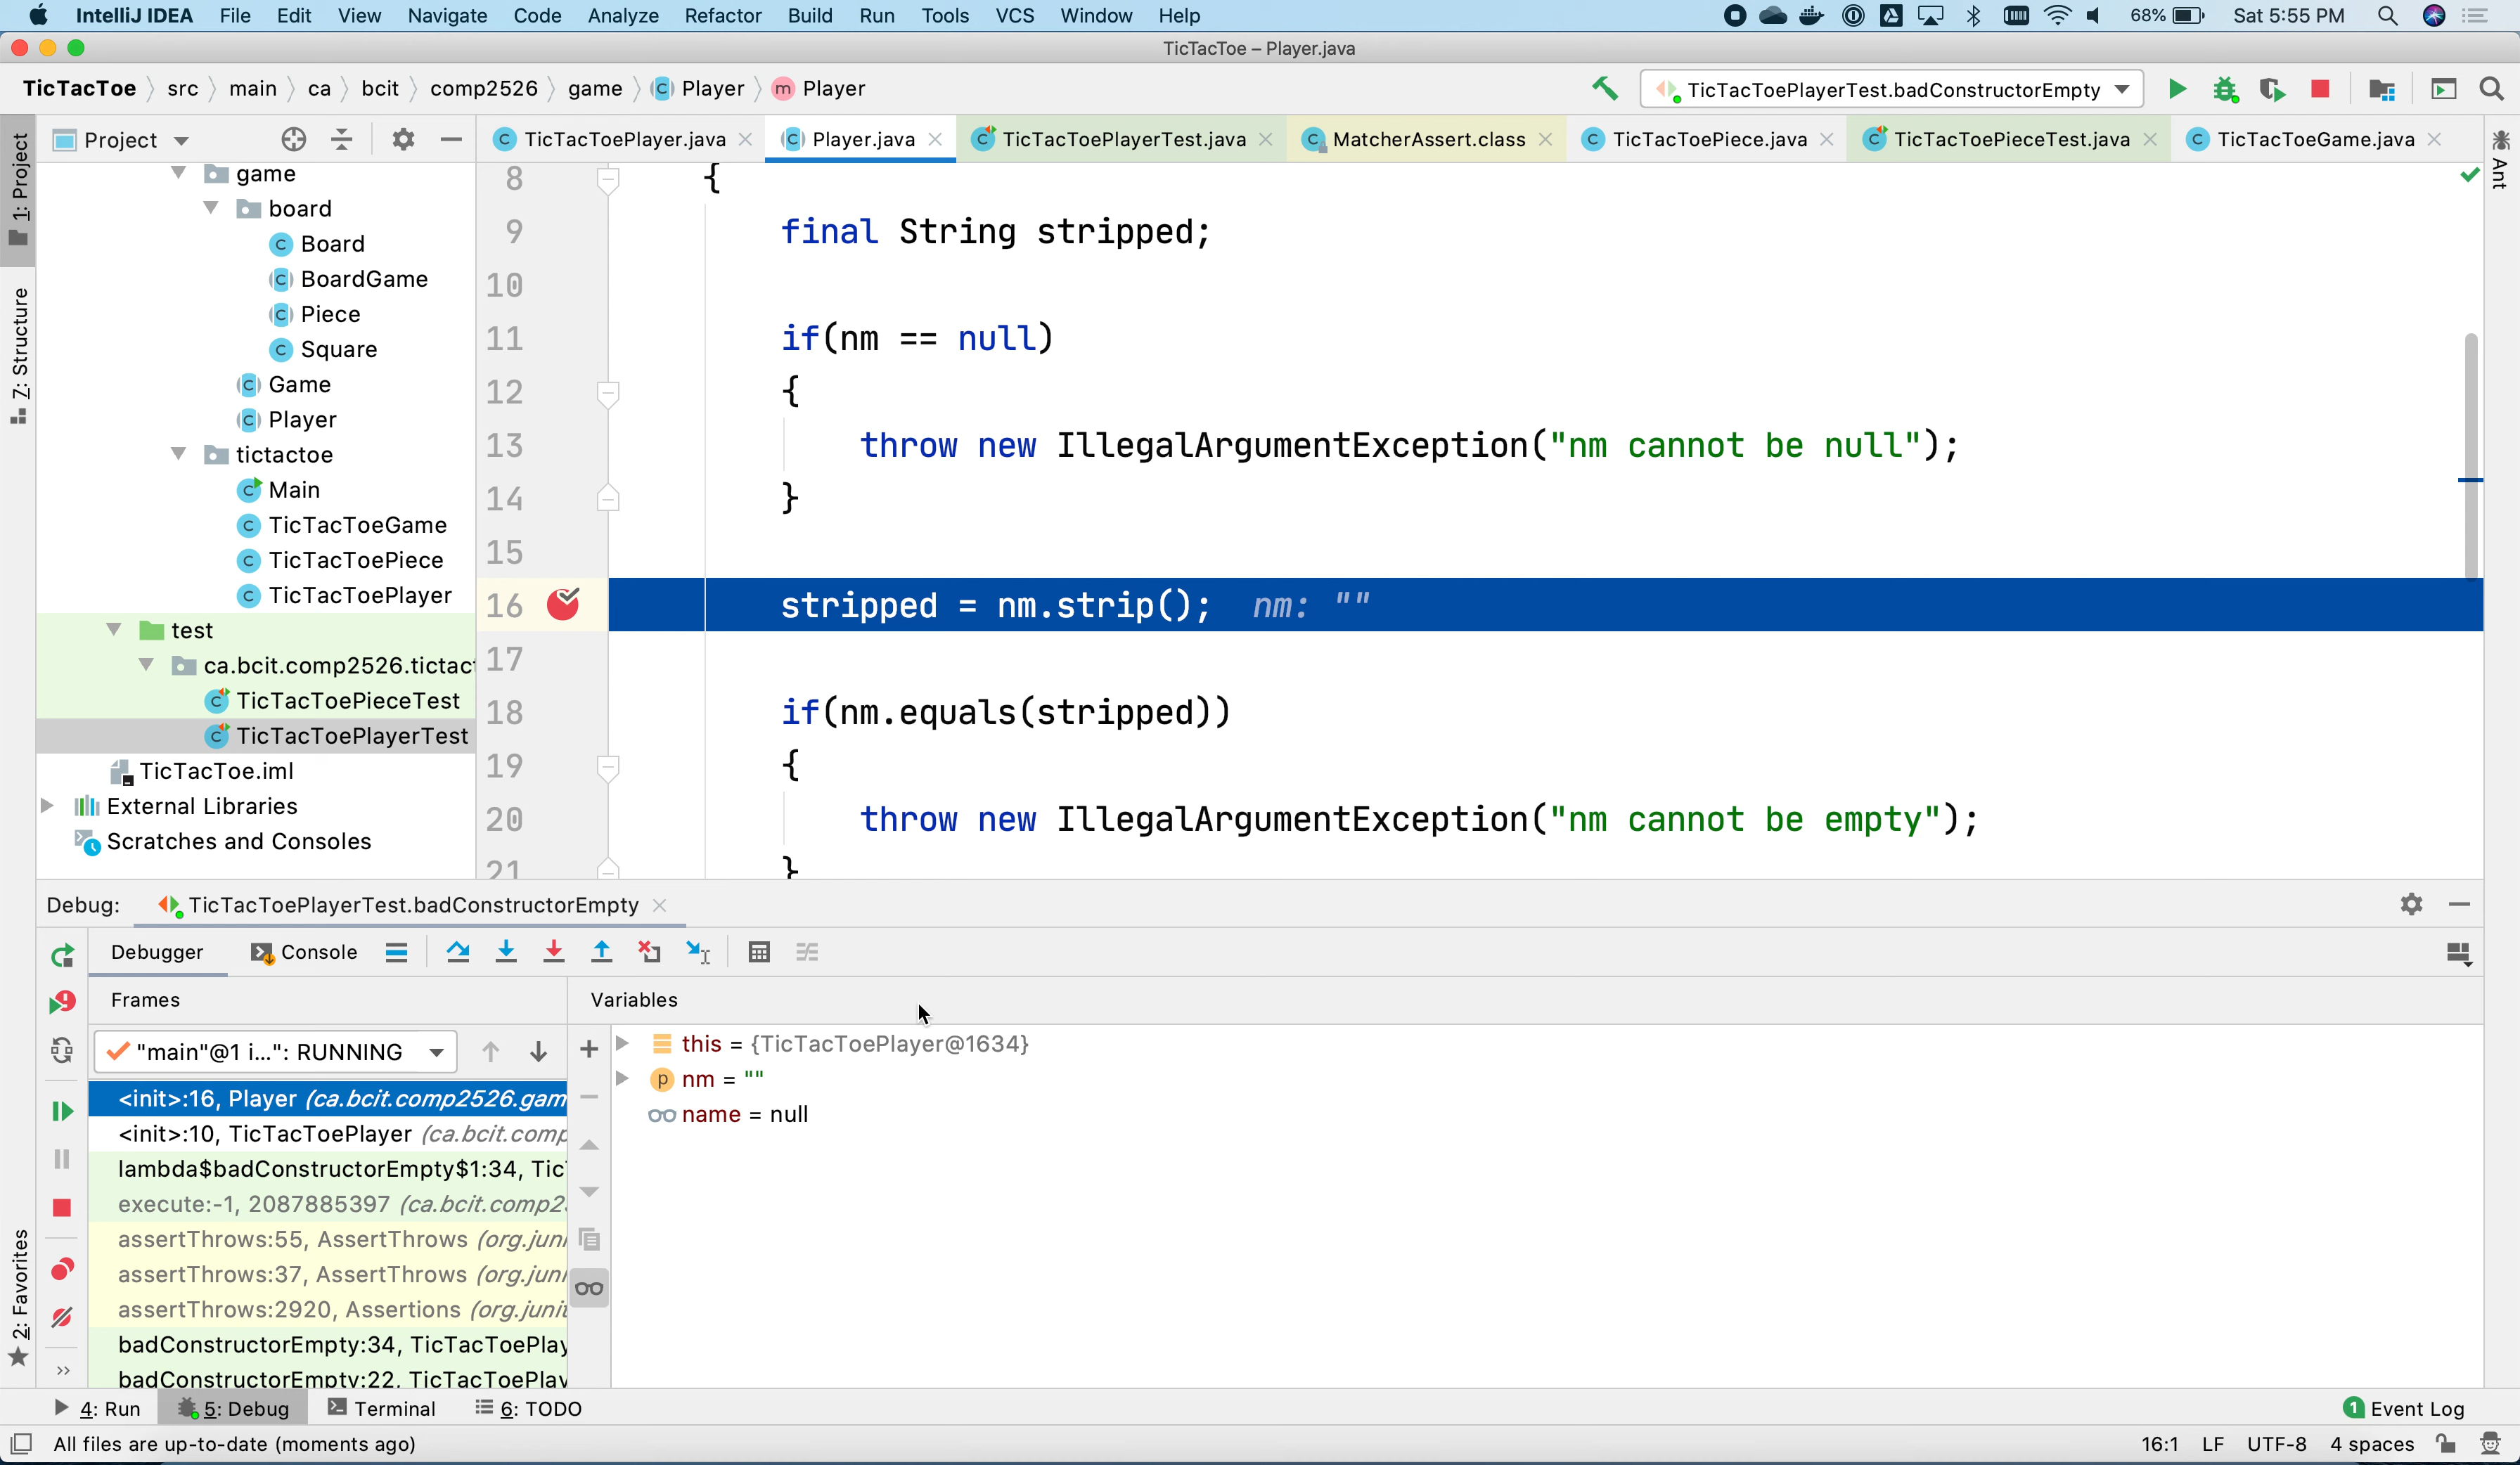 IntelliJ IDEA File Edit View Navigate Code Analyze Refactor Build Run Tools VCS Window Help 68% Sat 5:55 PM
TicTacToe – Player.java
TicTacToe src main ca bcit comp2526 game Player Player TicTacToePlayerTest.badConstructorEmpty
Project TicTacToePlayer.java Player.java TicTacToePlayerTest.java MatcherAssert.class TicTacToePiece.java TicTacToePieceTest.java TicTacToeGame.java
1: Project
7: Structure
2: Favorites
Ant
game
board
Board
BoardGame
Piece
Square
Game
Player
tictactoe
Main
TicTacToeGame
TicTacToePiece
TicTacToePlayer
test
ca.bcit.comp2526.tictac
TicTacToePieceTest
TicTacToePlayerTest
TicTacToe.iml
External Libraries
Scratches and Consoles
8 {
9 final String stripped;
10
11 if(nm == null)
12 {
13 throw new IllegalArgumentException("nm cannot be null");
14 }
15
16 stripped = nm.strip(); nm: ""
17
18 if(nm.equals(stripped))
19 {
20 throw new IllegalArgumentException("nm cannot be empty");
21 }
Debug: TicTacToePlayerTest.badConstructorEmpty
Debugger Console
Frames Variables
"main"@1 i...": RUNNING
<init>:16, Player (ca.bcit.comp2526.gam
<init>:10, TicTacToePlayer (ca.bcit.comp
lambda$badConstructorEmpty$1:34, Tic
execute:-1, 2087885397 (ca.bcit.comp2
assertThrows:55, AssertThrows (org.juni
assertThrows:37, AssertThrows (org.juni
assertThrows:2920, Assertions (org.junit
badConstructorEmpty:34, TicTacToePlay
badConstructorEmpty:22, TicTacToePlay
this = {TicTacToePlayer@1634}
nm = ""
name = null
4: Run 5: Debug Terminal 6: TODO 1 Event Log
All files are up-to-date (moments ago) 16:1 LF UTF-8 4 spaces